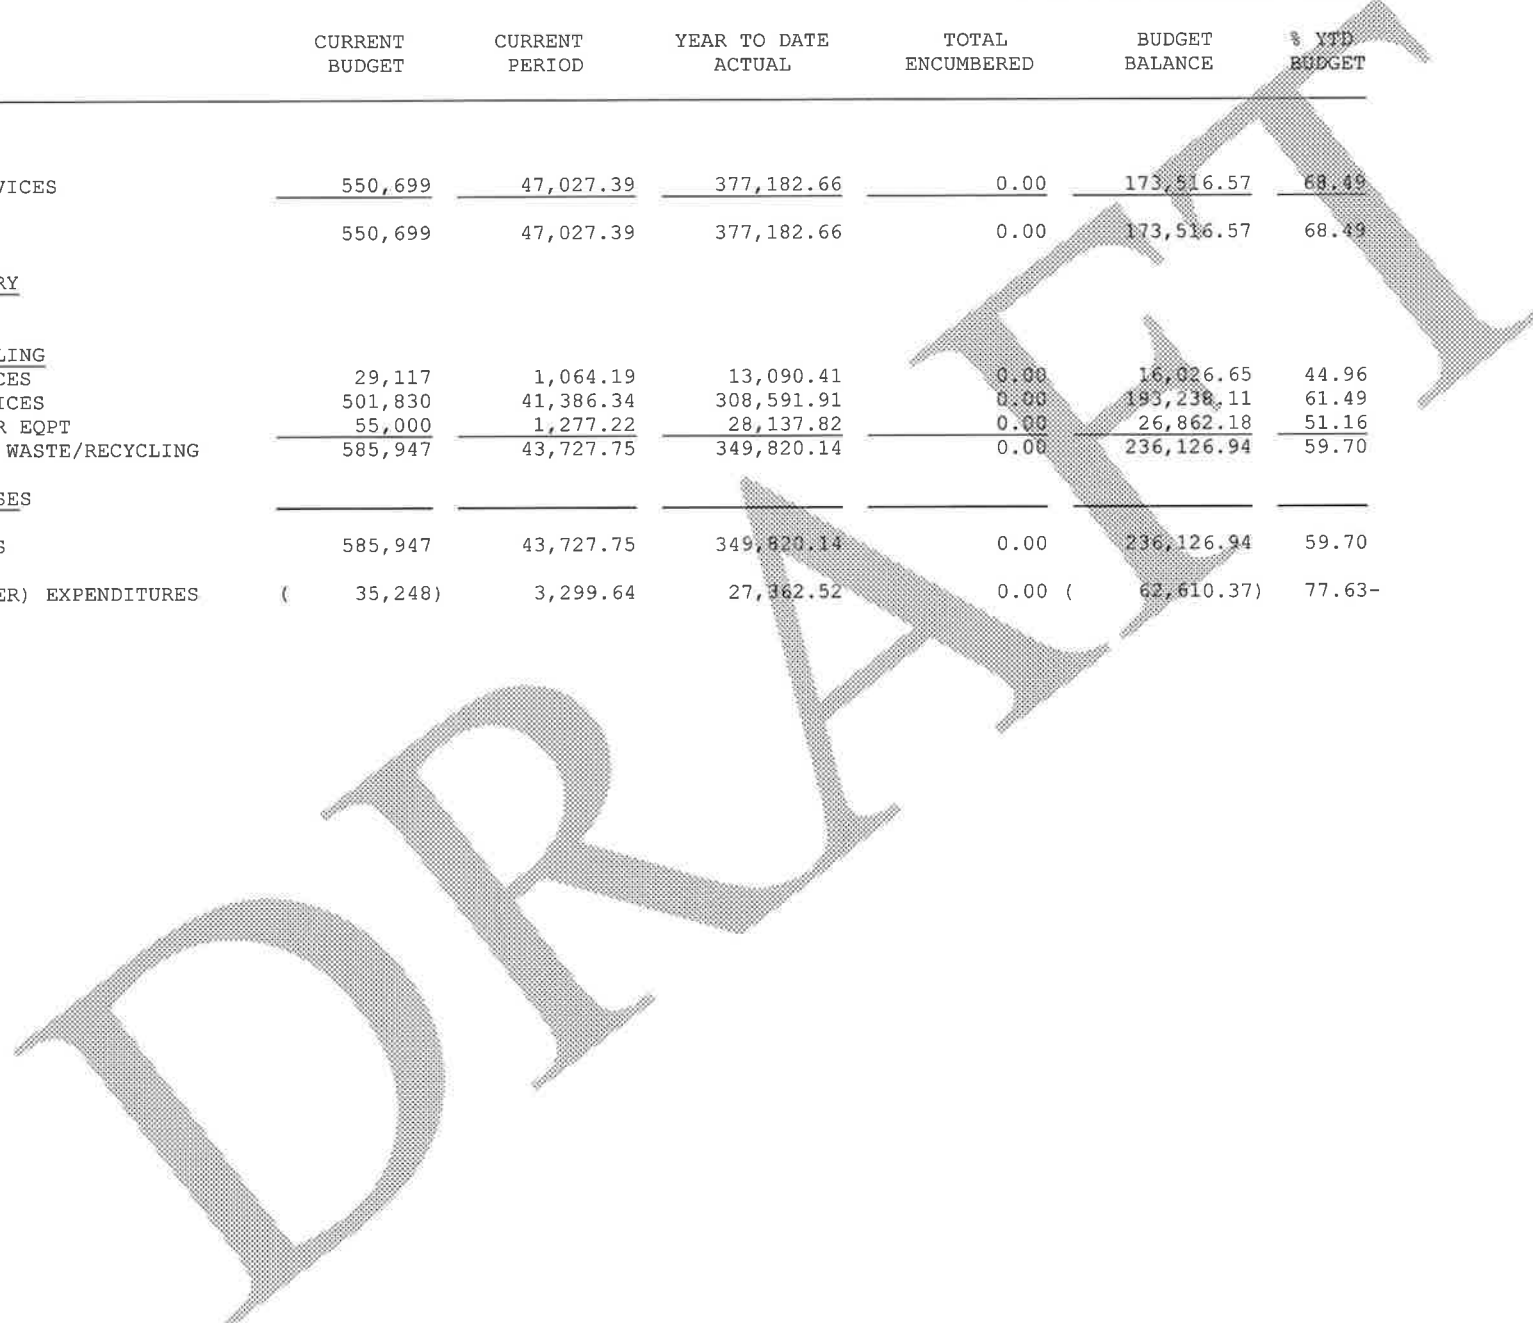 CURRENT CURRENT YEAR TO DATE TOTAL BUDGET % YTD
BUDGET PERIOD ACTUAL ENCUMBERED BALANCE BUDGET
VICES 550,699 47,027.39 377,182.66 0.00 173,516.57 68.49
550,699 47,027.39 377,182.66 0.00 173,516.57 68.49
RY
LING
CES 29,117 1,064.19 13,090.41 0.00 16,026.65 44.96
ICES 501,830 41,386.34 308,591.91 0.00 193,238.11 61.49
R EQPT 55,000 1,277.22 28,137.82 0.00 26,862.18 51.16
WASTE/RECYCLING 585,947 43,727.75 349,820.14 0.00 236,126.94 59.70
SES
S 585,947 43,727.75 349,820.14 0.00 236,126.94 59.70
ER) EXPENDITURES ( 35,248) 3,299.64 27,362.52 0.00 ( 62,610.37) 77.63-
DRAFT